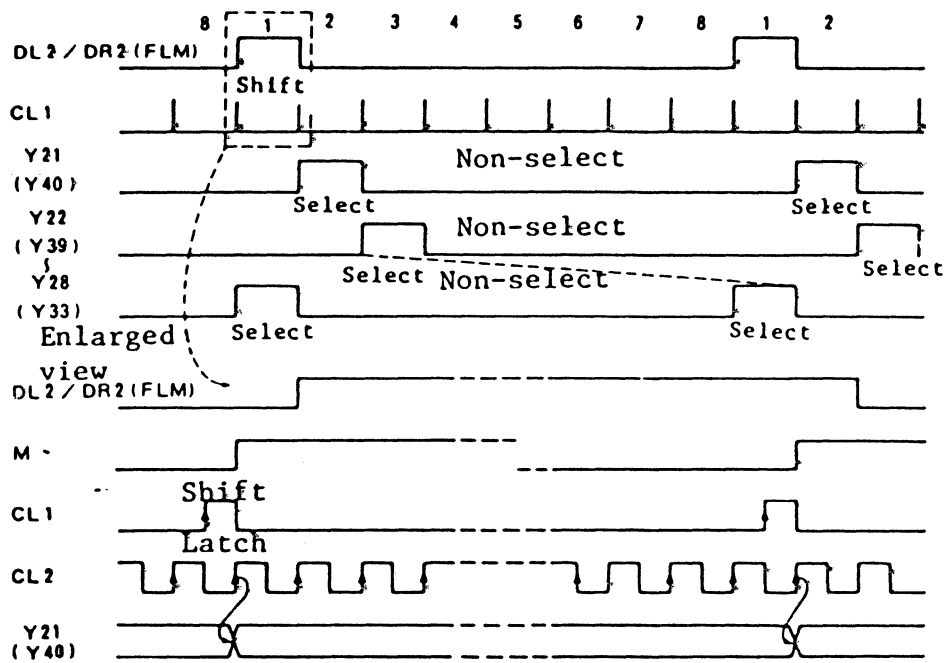 8 1 2 3 4 5 6 7 8 1 2
DL2/DR2(FLM)
Shift
CL1
Y21
(Y40)
Non-select
Select
Select
Y22
(Y39)
Non-select
Select
Select
Y28
(Y33)
Non-select
Select
Select
Enlarged
view
DL2/DR2(FLM)
M
Shift
CL1
Latch
CL2
Y21
(Y40)